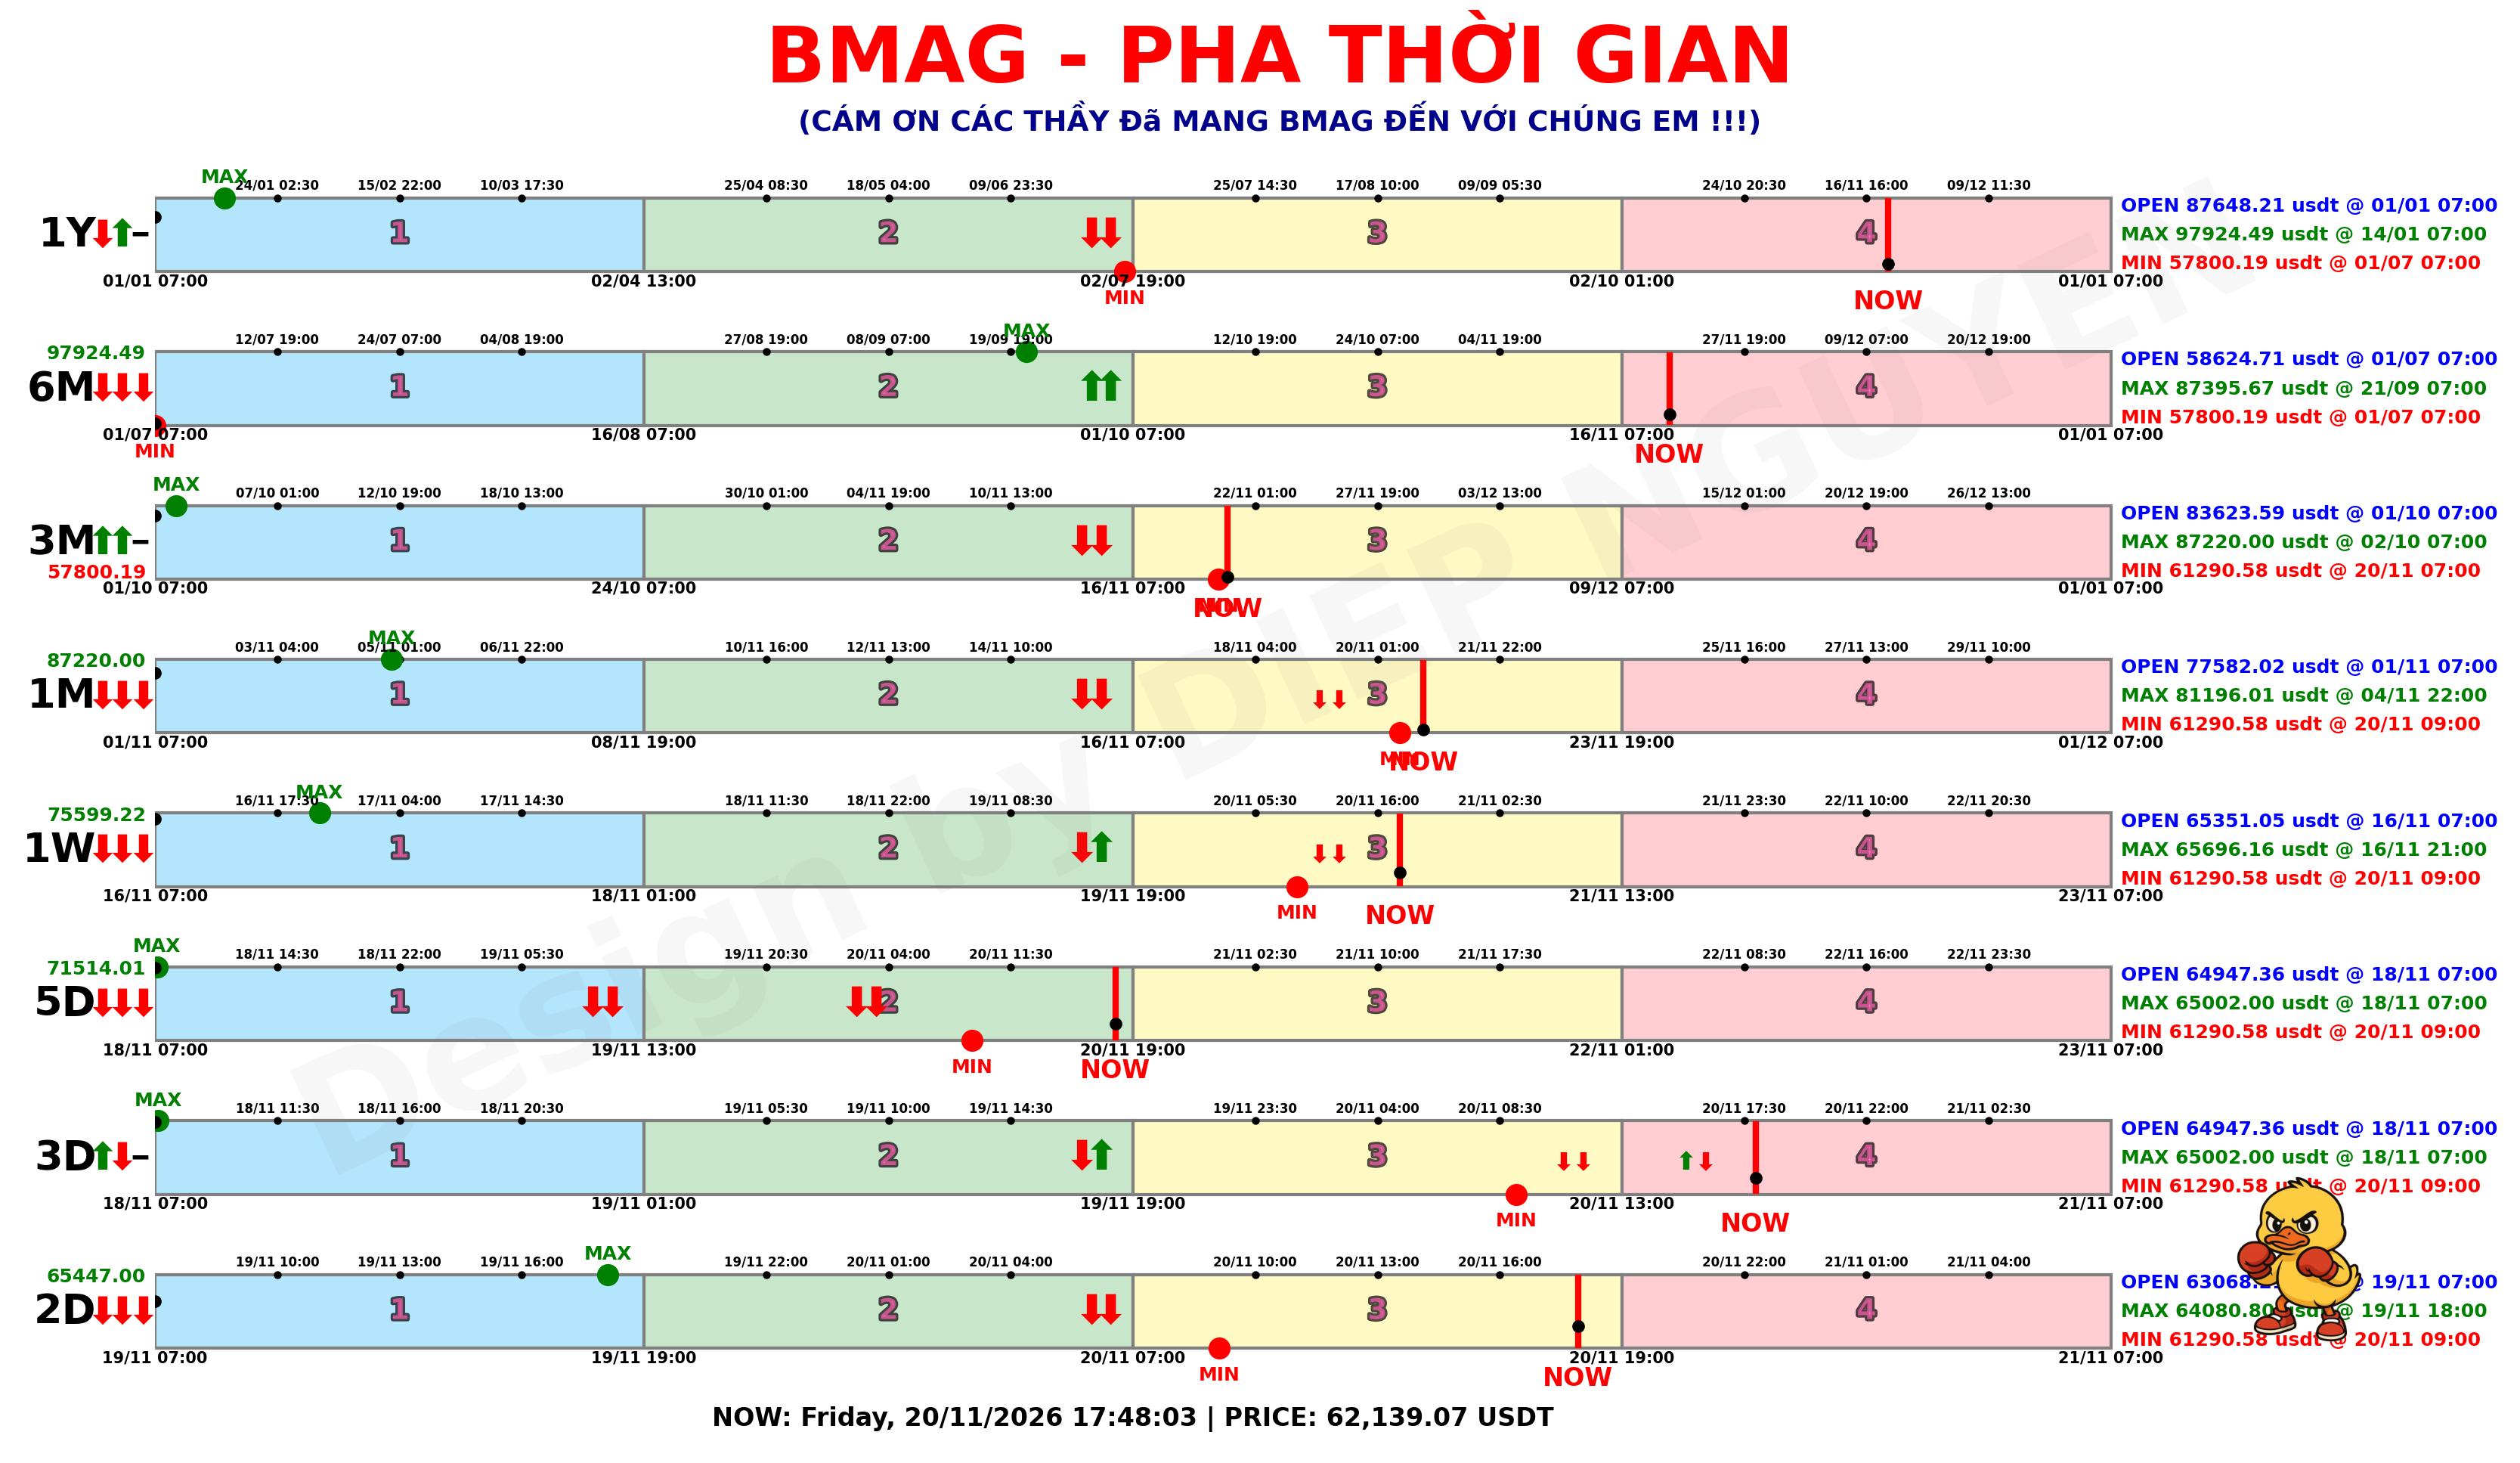 BMAG - PHA THỜI GIAN
(CÁM ƠN CÁC THẦY Đã MANG BMAG ĐẾN VỚI CHÚNG EM !!!)
MAX
24/01 02:30 15/02 22:00 10/03 17:30 25/04 08:30 18/05 04:00 09/06 23:30 25/07 14:30 17/08 10:00 09/09 05:30 24/10 20:30 16/11 16:00 09/12 11:30
OPEN 87648.21 usdt @ 01/01 07:00
1Y 1 2 3 4
MAX 97924.49 usdt @ 14/01 07:00
MIN 57800.19 usdt @ 01/07 07:00
01/01 07:00 02/04 13:00 02/07 19:00 02/10 01:00 01/01 07:00
MIN NOW
MAX
12/07 19:00 24/07 07:00 04/08 19:00 27/08 19:00 08/09 07:00 19/09 19:00 12/10 19:00 24/10 07:00 04/11 19:00 27/11 19:00 09/12 07:00 20/12 19:00
97924.49 OPEN 58624.71 usdt @ 01/07 07:00
6M 1 2 3 4
MAX 87395.67 usdt @ 21/09 07:00
MIN 57800.19 usdt @ 01/07 07:00
01/07 07:00 16/08 07:00 01/10 07:00 16/11 07:00 01/01 07:00
MIN NOW
MAX
07/10 01:00 12/10 19:00 18/10 13:00 30/10 01:00 04/11 19:00 10/11 13:00 22/11 01:00 27/11 19:00 03/12 13:00 15/12 01:00 20/12 19:00 26/12 13:00
OPEN 83623.59 usdt @ 01/10 07:00
3M 1 2 3 4
MAX 87220.00 usdt @ 02/10 07:00
57800.19 MIN 61290.58 usdt @ 20/11 07:00
01/10 07:00 24/10 07:00 16/11 07:00 09/12 07:00 01/01 07:00
MIN NOW
MAX
03/11 04:00 05/11 01:00 06/11 22:00 10/11 16:00 12/11 13:00 14/11 10:00 18/11 04:00 20/11 01:00 21/11 22:00 25/11 16:00 27/11 13:00 29/11 10:00
87220.00 OPEN 77582.02 usdt @ 01/11 07:00
1M 1 2 3 4
MAX 81196.01 usdt @ 04/11 22:00
MIN 61290.58 usdt @ 20/11 09:00
01/11 07:00 08/11 19:00 16/11 07:00 23/11 19:00 01/12 07:00
MIN NOW
MAX
16/11 17:30 17/11 04:00 17/11 14:30 18/11 11:30 18/11 22:00 19/11 08:30 20/11 05:30 20/11 16:00 21/11 02:30 21/11 23:30 22/11 10:00 22/11 20:30
75599.22 OPEN 65351.05 usdt @ 16/11 07:00
1W 1 2 3 4
MAX 65696.16 usdt @ 16/11 21:00
MIN 61290.58 usdt @ 20/11 09:00
16/11 07:00 18/11 01:00 19/11 19:00 21/11 13:00 23/11 07:00
MIN NOW
MAX
18/11 14:30 18/11 22:00 19/11 05:30 19/11 20:30 20/11 04:00 20/11 11:30 21/11 02:30 21/11 10:00 21/11 17:30 22/11 08:30 22/11 16:00 22/11 23:30
71514.01 OPEN 64947.36 usdt @ 18/11 07:00
5D 1 2 3 4
MAX 65002.00 usdt @ 18/11 07:00
MIN 61290.58 usdt @ 20/11 09:00
18/11 07:00 19/11 13:00 20/11 19:00 22/11 01:00 23/11 07:00
MIN NOW
MAX
18/11 11:30 18/11 16:00 18/11 20:30 19/11 05:30 19/11 10:00 19/11 14:30 19/11 23:30 20/11 04:00 20/11 08:30 20/11 17:30 20/11 22:00 21/11 02:30
OPEN 64947.36 usdt @ 18/11 07:00
3D 1 2 3 4
MAX 65002.00 usdt @ 18/11 07:00
MIN 61290.58 usdt @ 20/11 09:00
18/11 07:00 19/11 01:00 19/11 19:00 20/11 13:00 21/11 07:00
MIN NOW
MAX
19/11 10:00 19/11 13:00 19/11 16:00 19/11 22:00 20/11 01:00 20/11 04:00 20/11 10:00 20/11 13:00 20/11 16:00 20/11 22:00 21/11 01:00 21/11 04:00
65447.00 OPEN @ 19/11 07:00
2D 1 2 3 4
MAX 64080.80 usdt @ 19/11 18:00
MIN 61290.58 usdt @ 20/11 09:00
19/11 07:00 19/11 19:00 20/11 07:00 20/11 19:00 21/11 07:00
MIN NOW
NOW: Friday, 20/11/2026 17:48:03 | PRICE: 62,139.07 USDT
Design by DIEP NGUYEN